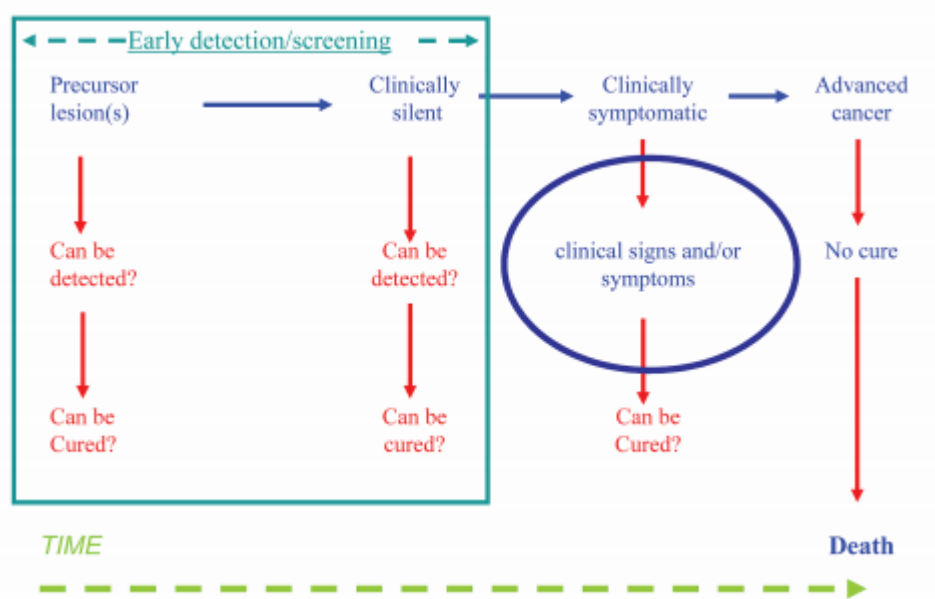 Early detection/screening
Precursor
lesion(s)
Clinically
silent
Clinically
symptomatic
Advanced
cancer
Can be
detected?
Can be
detected?
clinical signs and/or
symptoms
No cure
Can be
Cured?
Can be
cured?
Can be
Cured?
TIME
Death